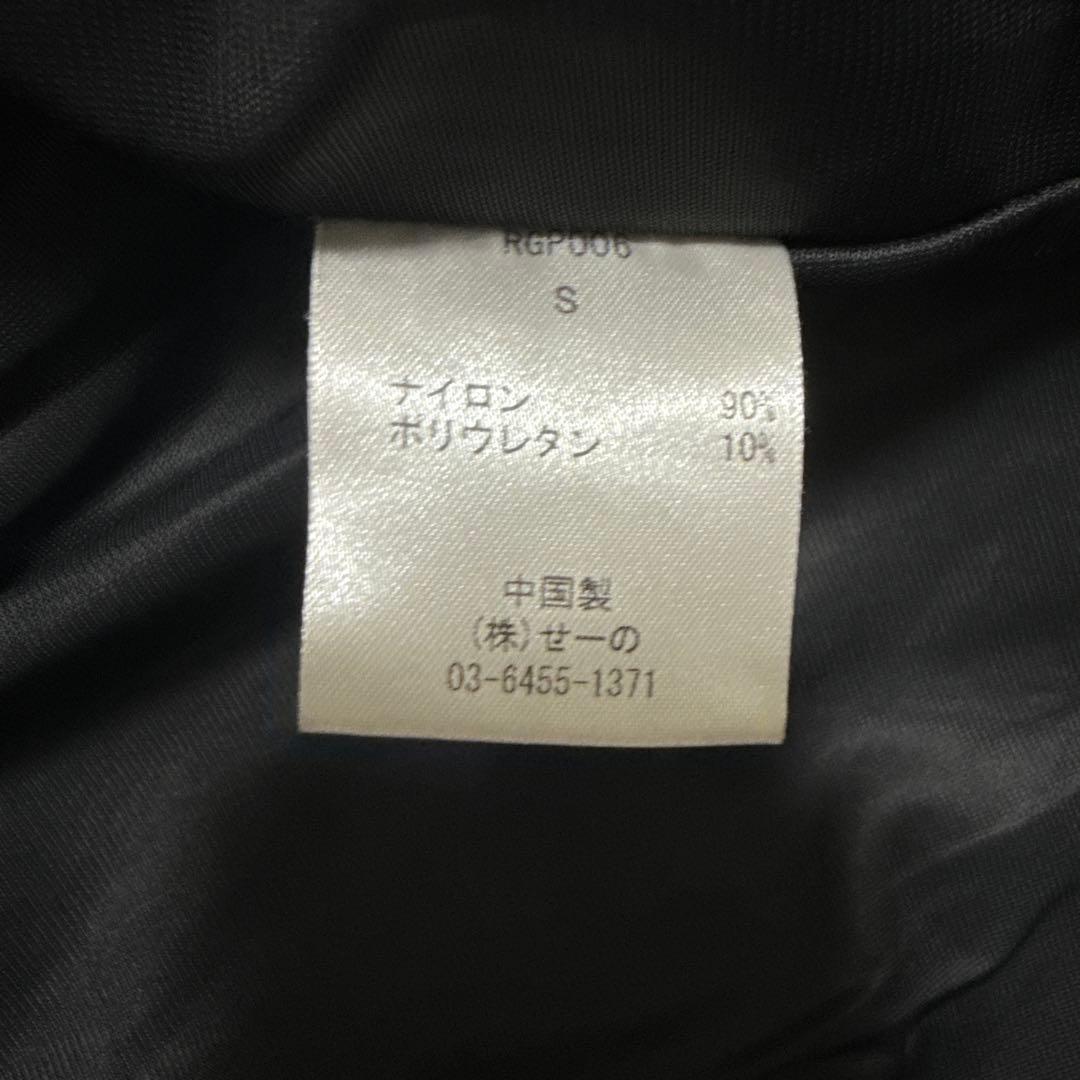 RGP006
S
ナイロン 90%
ポリウレタン 10%
中国製
(株)せーの
03-6455-1371